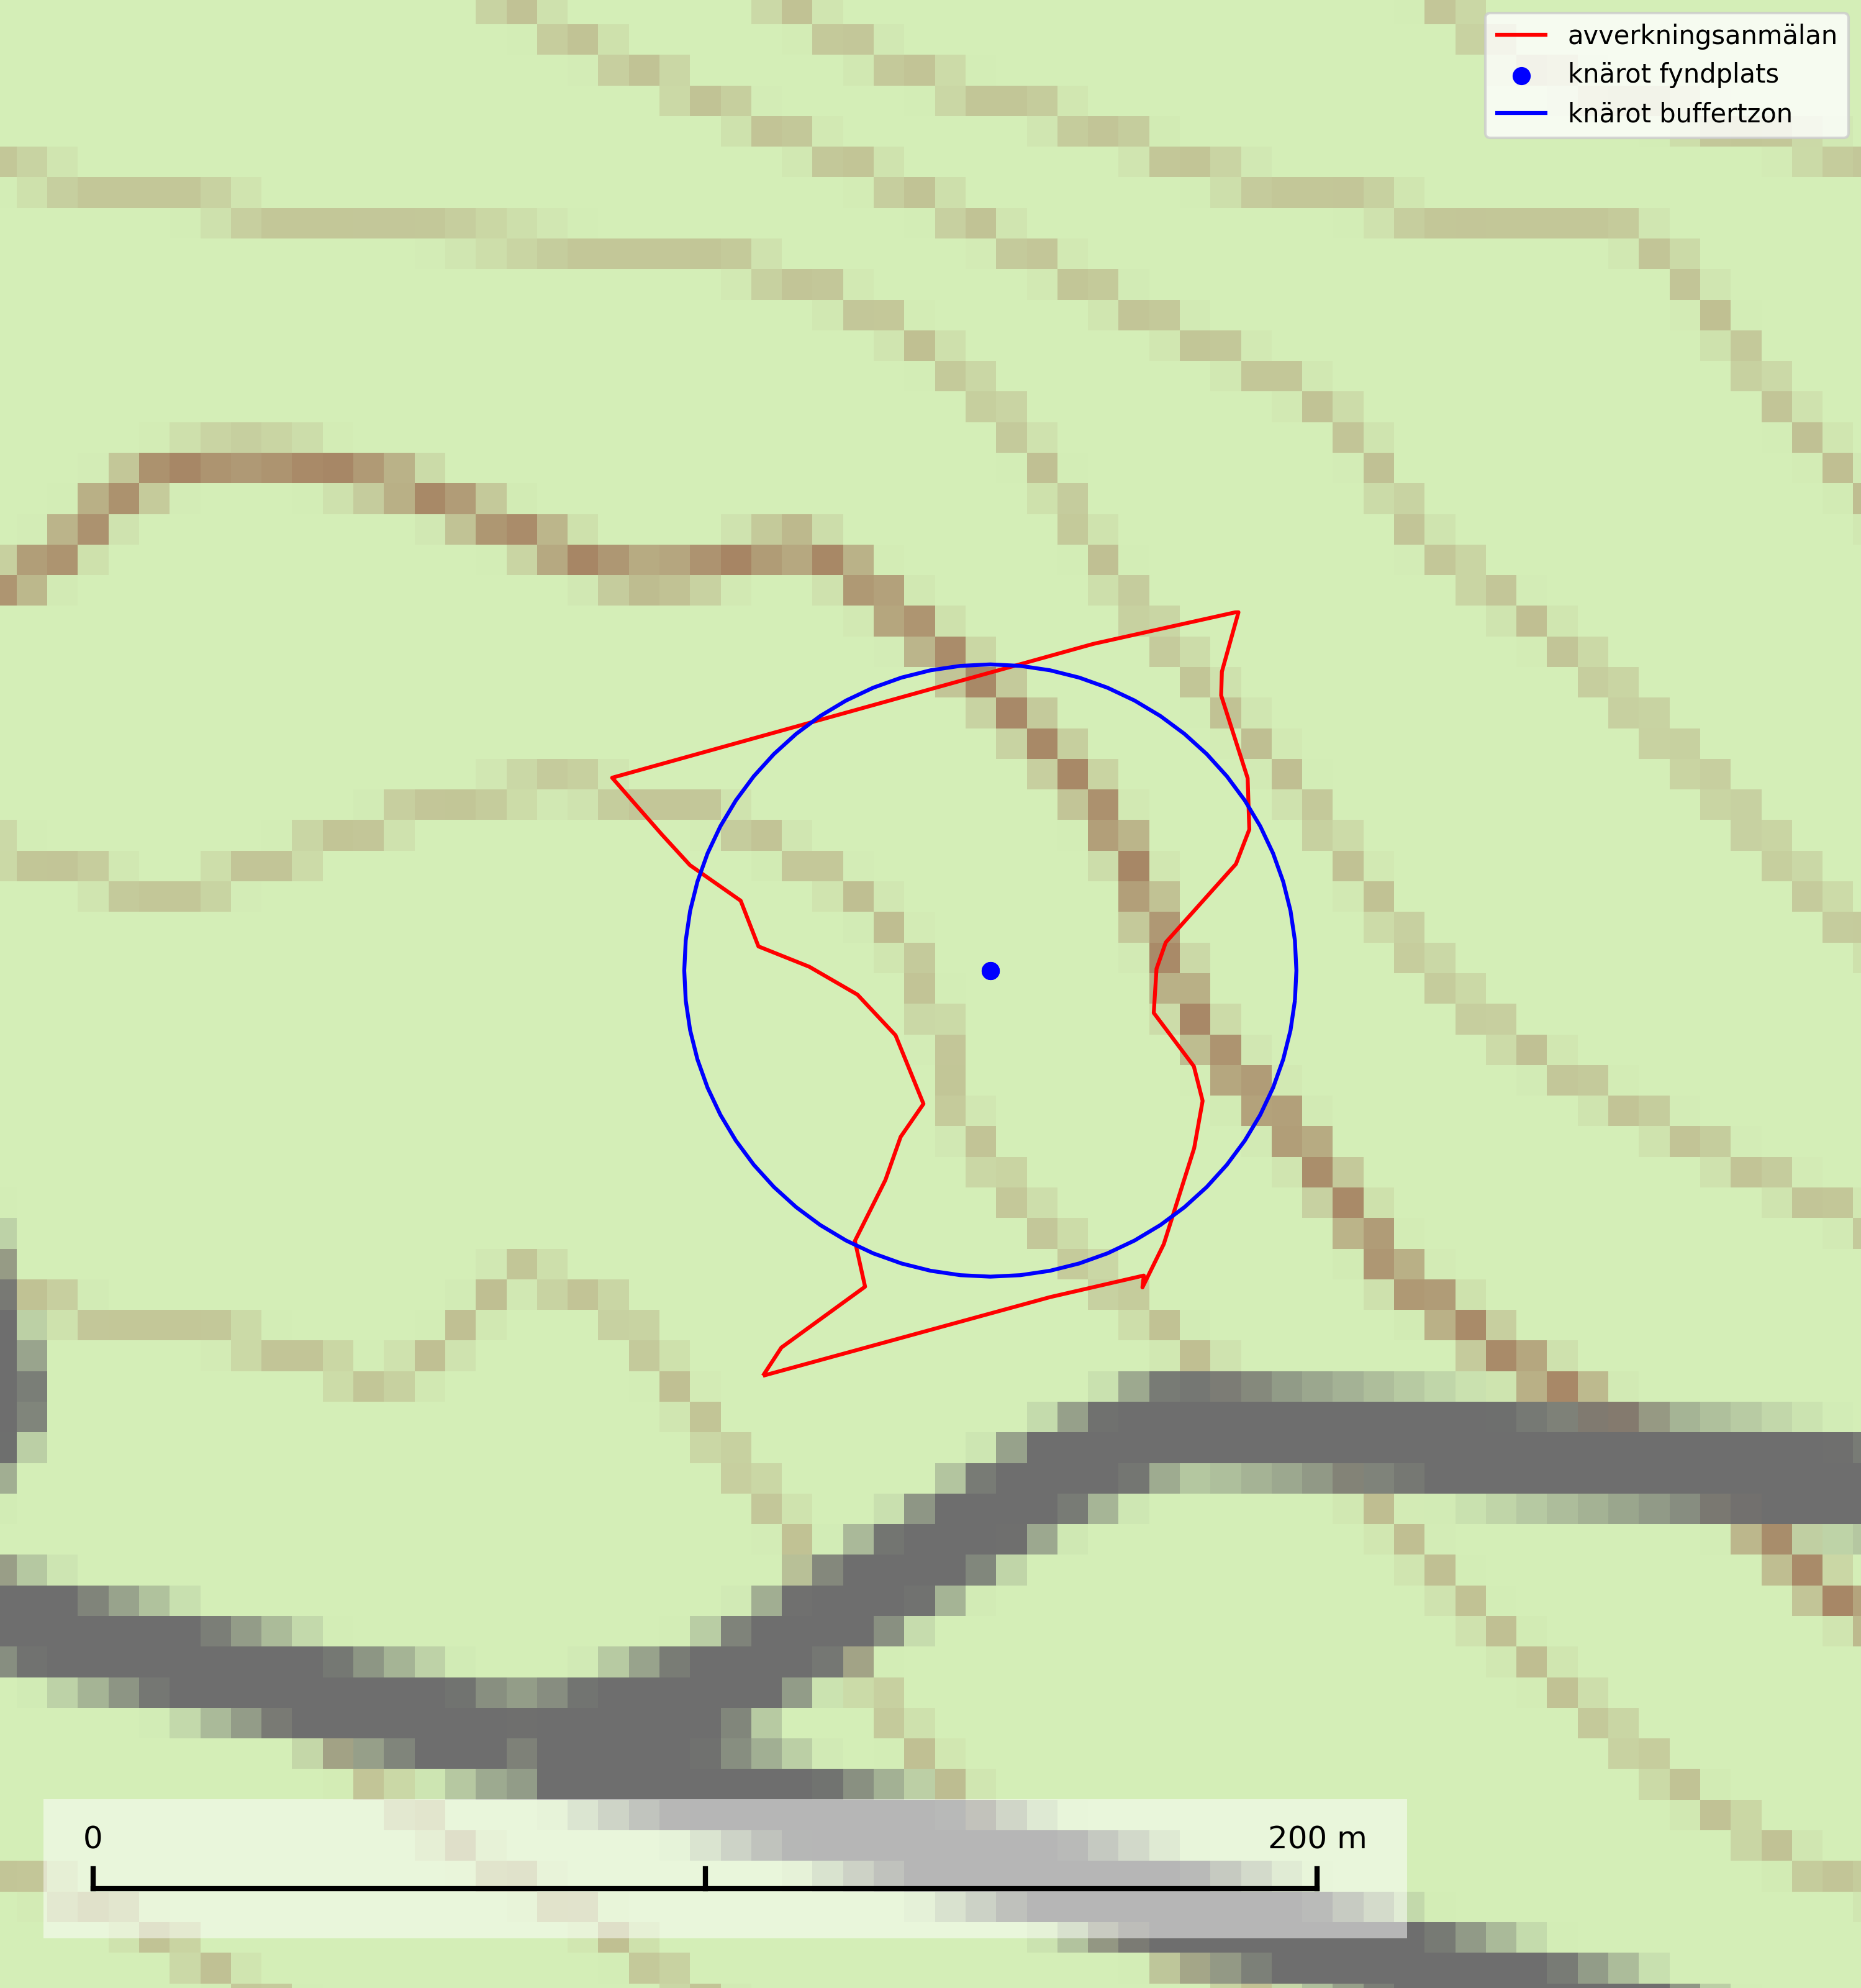 avverkningsanmälan
knärot fyndplats
knärot buffertzon
0 200 m